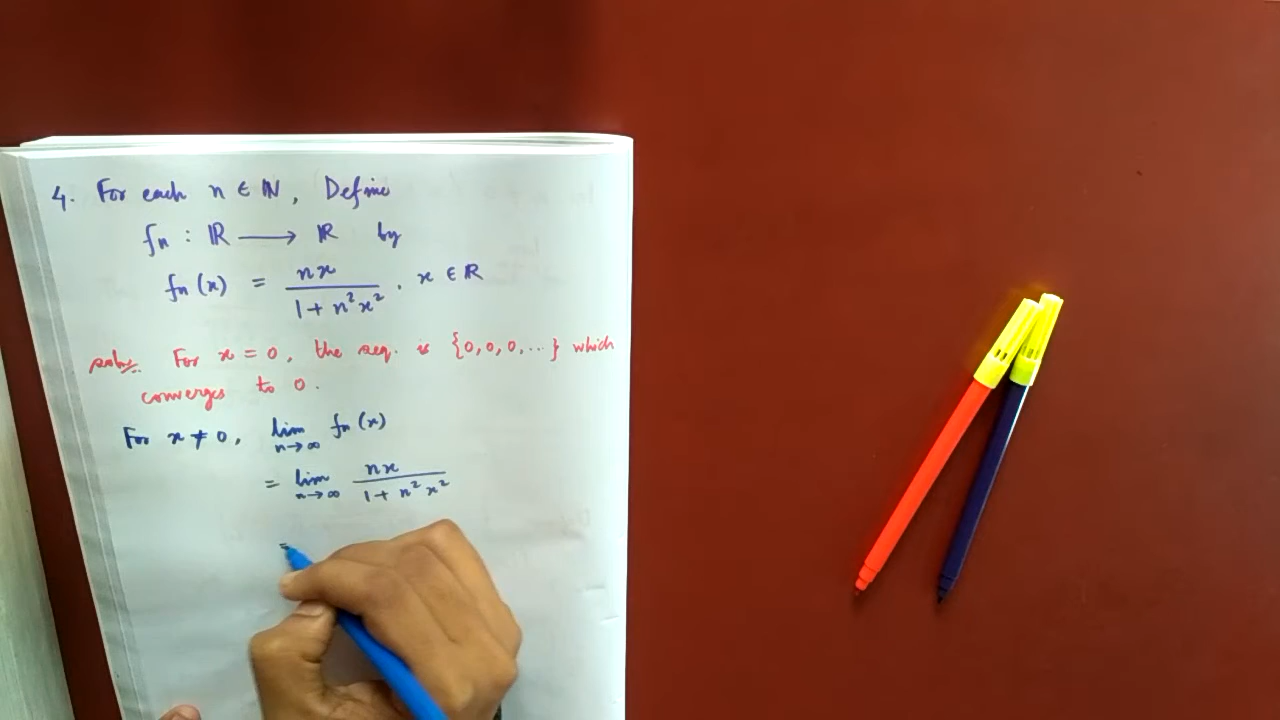 4. For each n ∈ ℕ, Define
fn : ℝ ⟶ ℝ by
fn(x) = nx / 1 + n²x² . x ∈ ℝ
soln. For x = 0, the seq. is {0, 0, 0, ...} which
converges to 0.
For x ≠ 0, lim n→∞ fn(x)
= lim n→∞ nx / 1 + n²x²
=